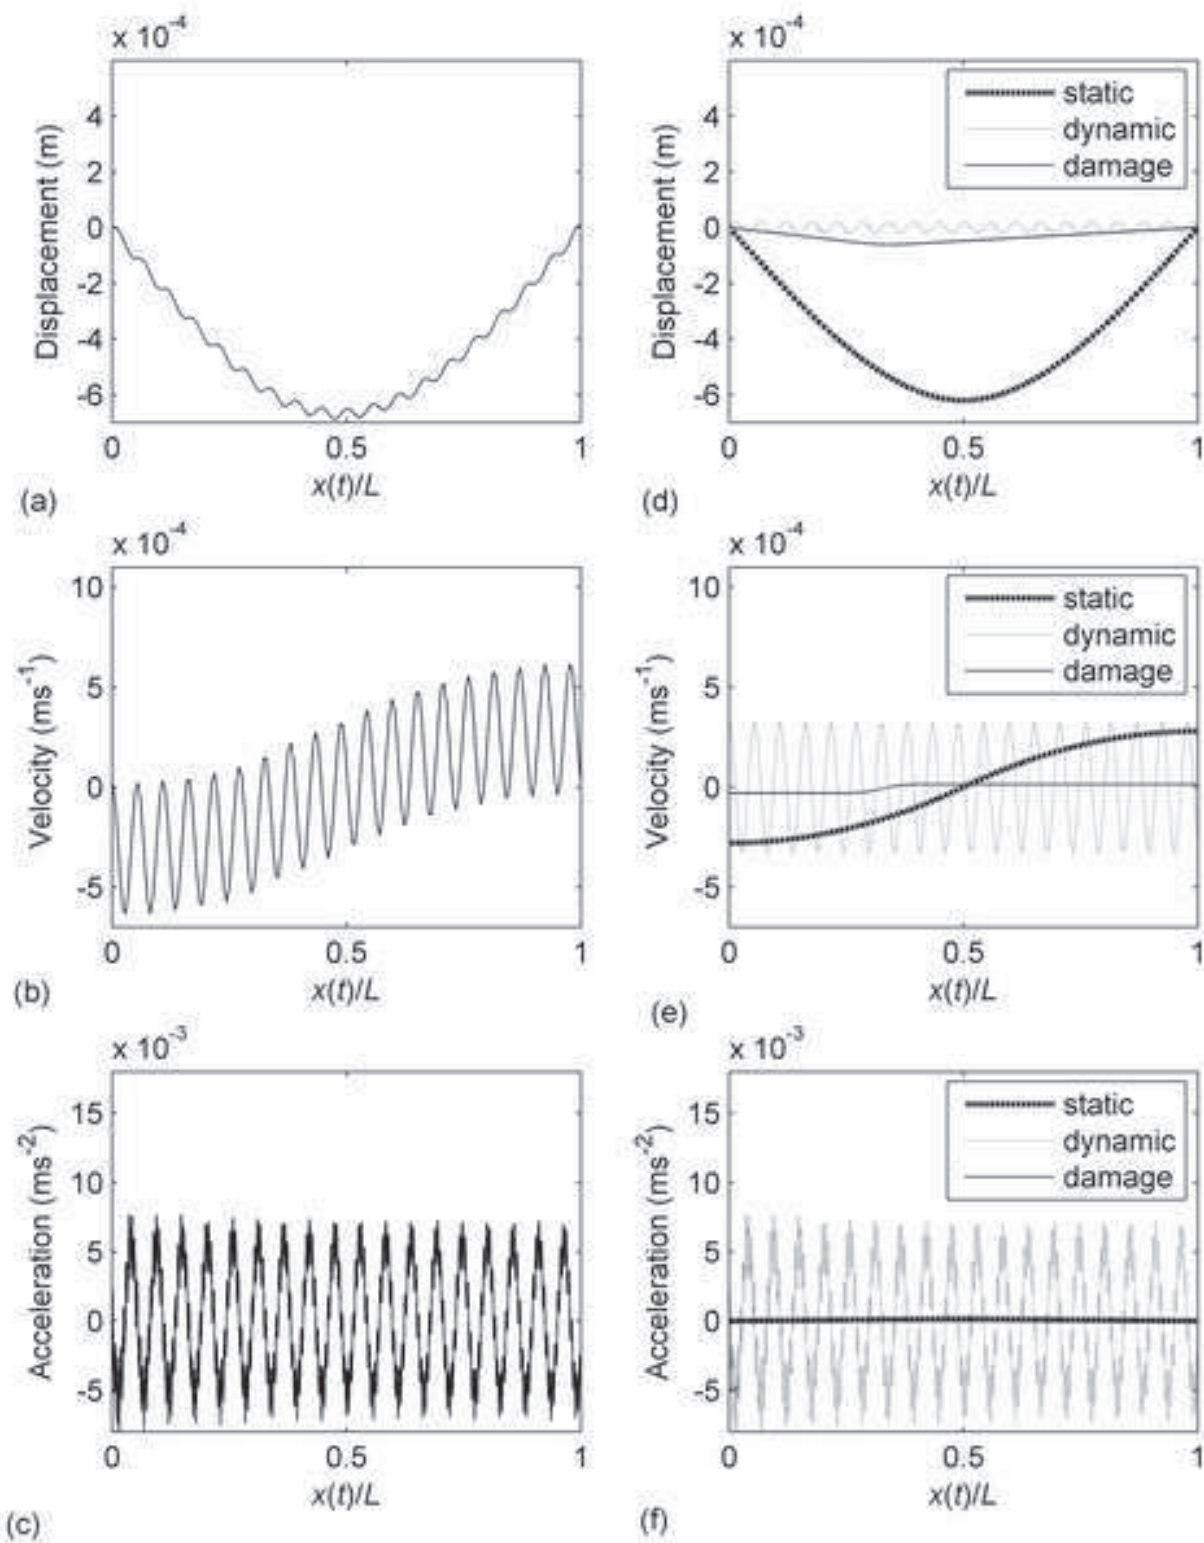 x 10⁻⁴
4
2
0
-2
-4
-6
Displacement (m)
0
0.5
1
x(t)/L
(a)
x 10⁻⁴
4
2
0
-2
-4
-6
Displacement (m)
static
dynamic
damage
0
0.5
1
x(t)/L
(d)
x 10⁻⁴
10
5
0
-5
Velocity (ms⁻¹)
0
0.5
1
x(t)/L
(b)
x 10⁻⁴
10
5
0
-5
Velocity (ms⁻¹)
static
dynamic
damage
0
0.5
1
x(t)/L
(e)
x 10⁻³
15
10
5
0
-5
Acceleration (ms⁻²)
0
0.5
1
x(t)/L
(c)
x 10⁻³
15
10
5
0
-5
Acceleration (ms⁻²)
static
dynamic
damage
0
0.5
1
x(t)/L
(f)